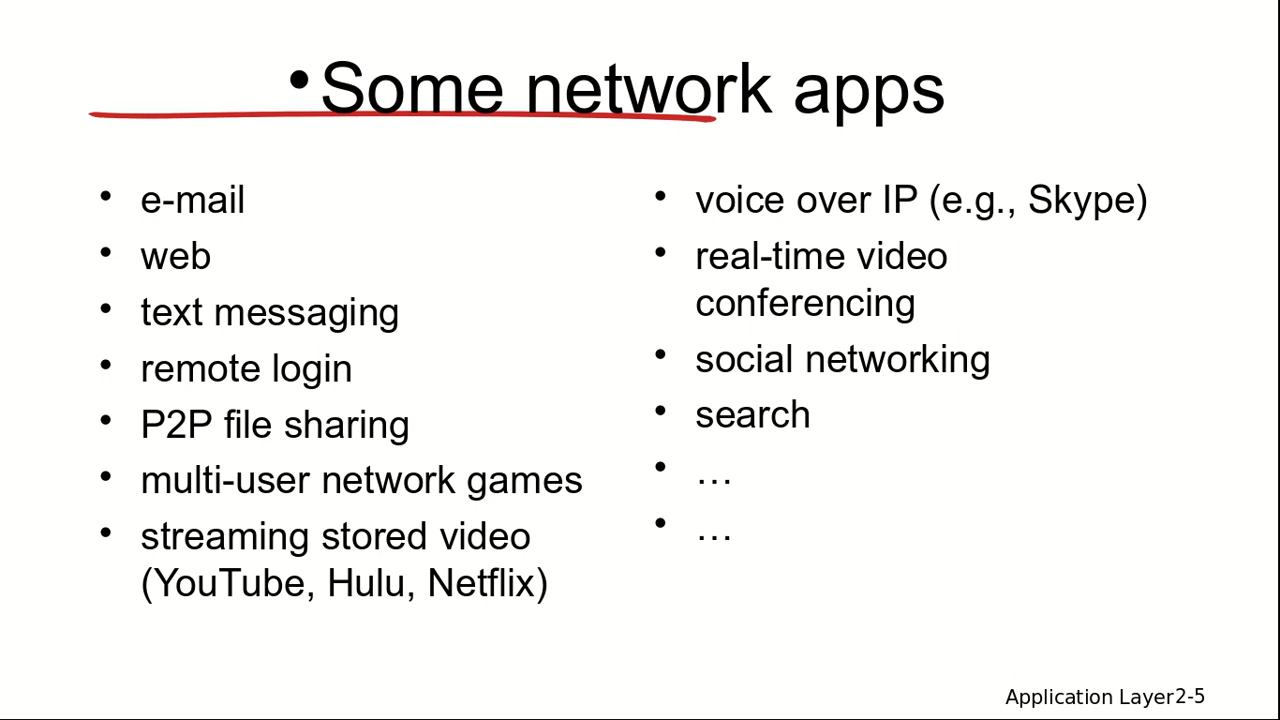 • Some network apps
• e-mail
• web
• text messaging
• remote login
• P2P file sharing
• multi-user network games
• streaming stored video
(YouTube, Hulu, Netflix)
• voice over IP (e.g., Skype)
• real-time video
conferencing
• social networking
• search
• …
• …
Application Layer2-5